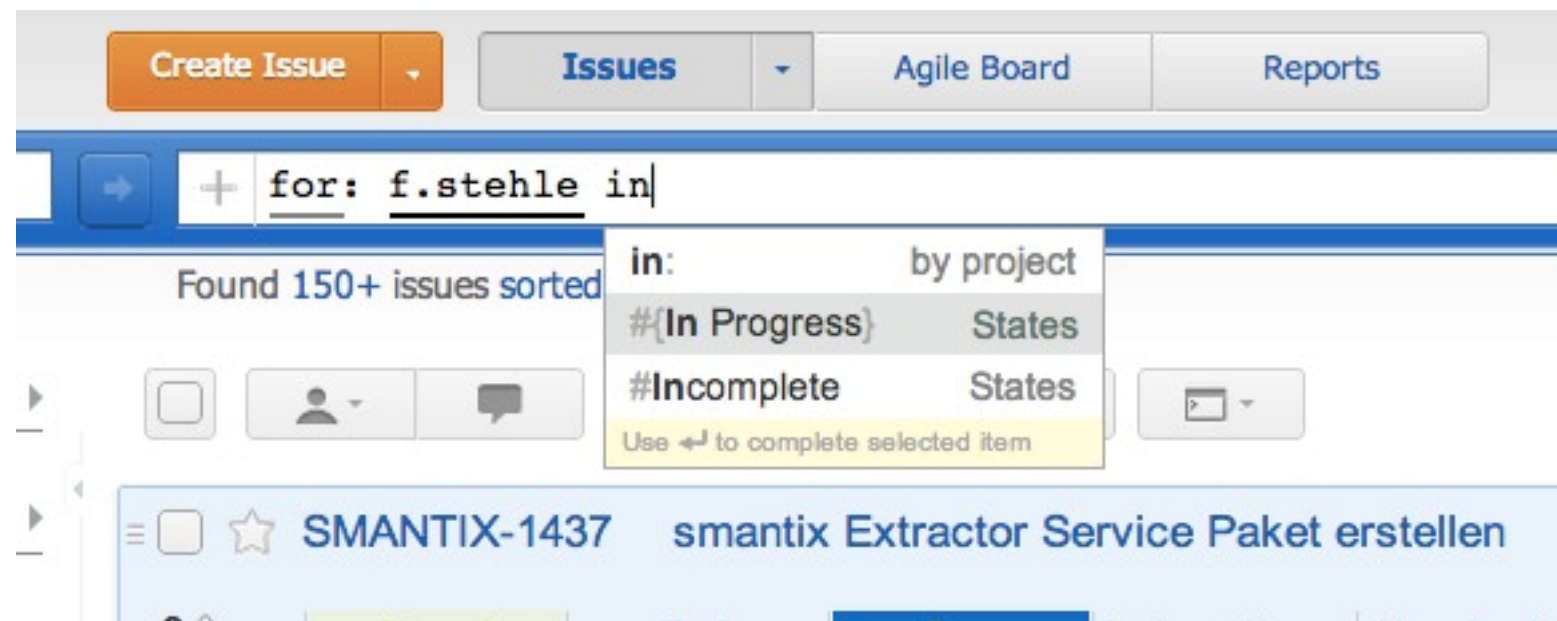 Create Issue Issues Agile Board Reports
for: f.stehle in
in: by project
Found 150+ issues sorted
#{In Progress} States
#Incomplete States
Use ↵ to complete selected item
SMANTIX-1437 smantix Extractor Service Paket erstellen